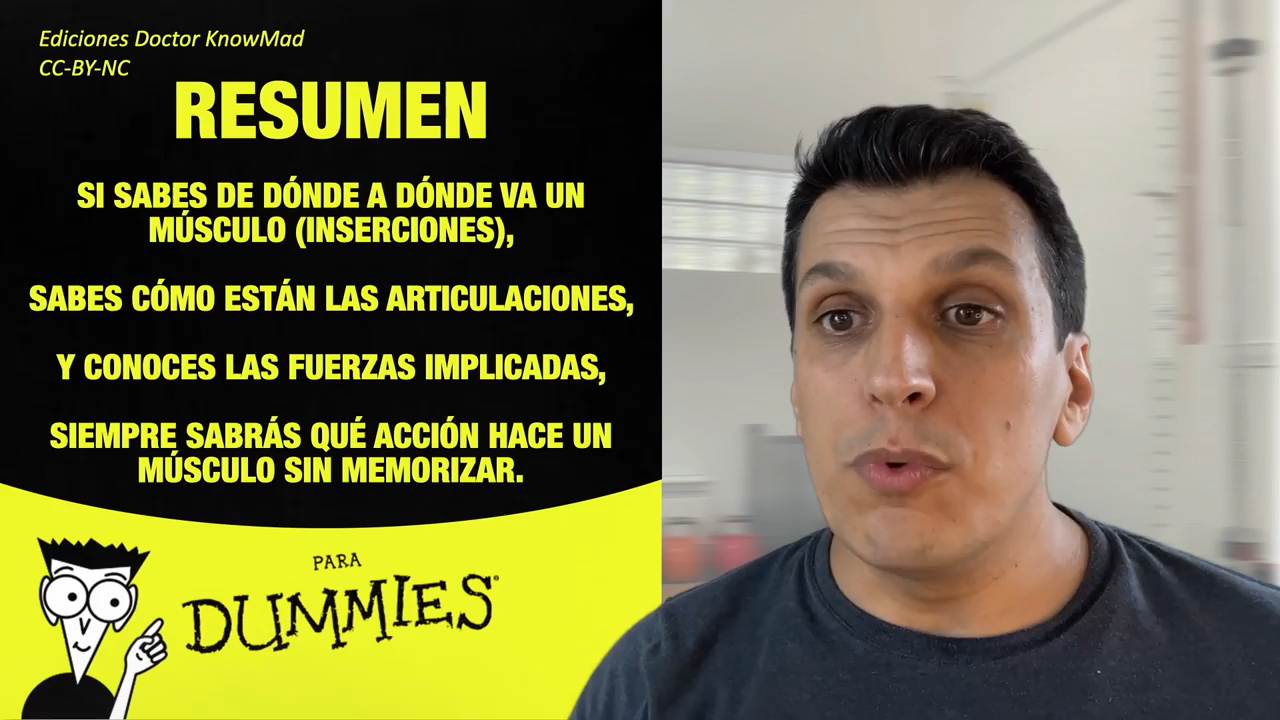 Ediciones Doctor KnowMad
CC-BY-NC
RESUMEN
SI SABES DE DÓNDE A DÓNDE VA UN
MÚSCULO (INSERCIONES),
SABES CÓMO ESTÁN LAS ARTICULACIONES,
Y CONOCES LAS FUERZAS IMPLICADAS,
SIEMPRE SABRÁS QUÉ ACCIÓN HACE UN
MÚSCULO SIN MEMORIZAR.
PARA
DUMMIES®